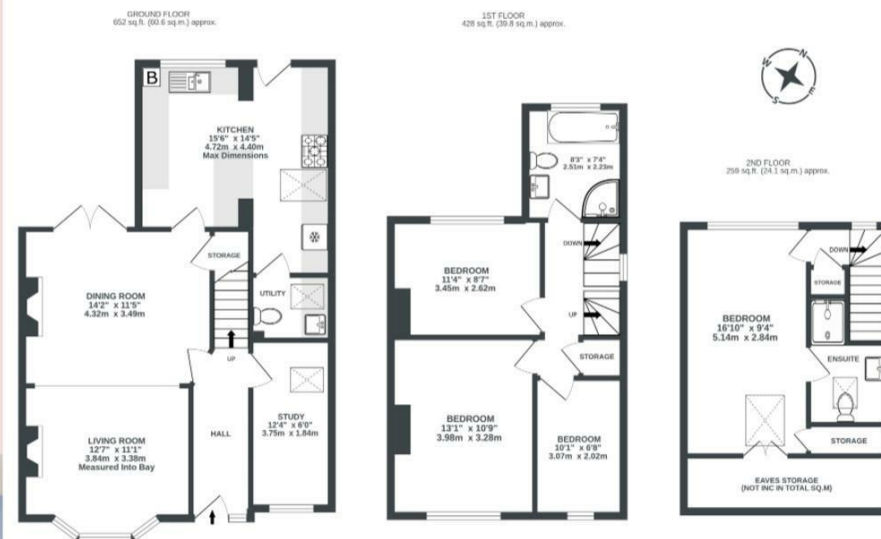 GROUND FLOOR
652 sq.ft. (60.6 sq.m.) approx.
B
KITCHEN
15'6" x 14'5"
4.72m x 4.40m
Max Dimensions
STORAGE
UTILITY
DINING ROOM
14'2" x 11'5"
4.32m x 3.49m
UP
STUDY
12'4" x 6'0"
3.75m x 1.84m
HALL
LIVING ROOM
12'7" x 11'1"
3.84m x 3.38m
Measured Into Bay
1ST FLOOR
428 sq.ft. (39.8 sq.m.) approx.
8'3" x 7'4"
2.51m x 2.23m
DOWN
BEDROOM
11'4" x 8'7"
3.45m x 2.62m
UP
STORAGE
BEDROOM
13'1" x 10'9"
3.98m x 3.28m
BEDROOM
10'1" x 6'8"
3.07m x 2.02m
N
W
E
S
2ND FLOOR
259 sq.ft. (24.1 sq.m.) approx.
DOWN
STORAGE
BEDROOM
16'10" x 9'4"
5.14m x 2.84m
ENSUITE
STORAGE
EAVES STORAGE
(NOT INC IN TOTAL SQ.M)